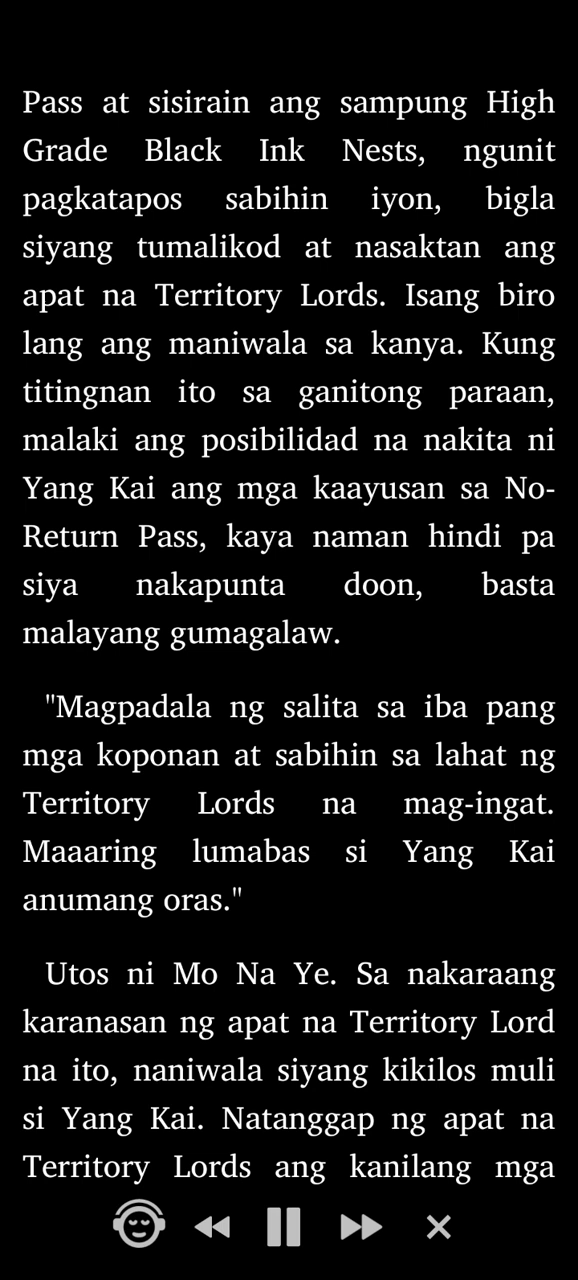 Pass at sisirain ang sampung High
Grade Black Ink Nests, ngunit
pagkatapos sabihin iyon, bigla
siyang tumalikod at nasaktan ang
apat na Territory Lords. Isang biro
lang ang maniwala sa kanya. Kung
titingnan ito sa ganitong paraan,
malaki ang posibilidad na nakita ni
Yang Kai ang mga kaayusan sa No-
Return Pass, kaya naman hindi pa
siya nakapunta doon, basta
malayang gumagalaw.
"Magpadala ng salita sa iba pang
mga koponan at sabihin sa lahat ng
Territory Lords na mag-ingat.
Maaaring lumabas si Yang Kai
anumang oras."
Utos ni Mo Na Ye. Sa nakaraang
karanasan ng apat na Territory Lord
na ito, naniwala siyang kikilos muli
si Yang Kai. Natanggap ng apat na
Territory Lords ang kanilang mga